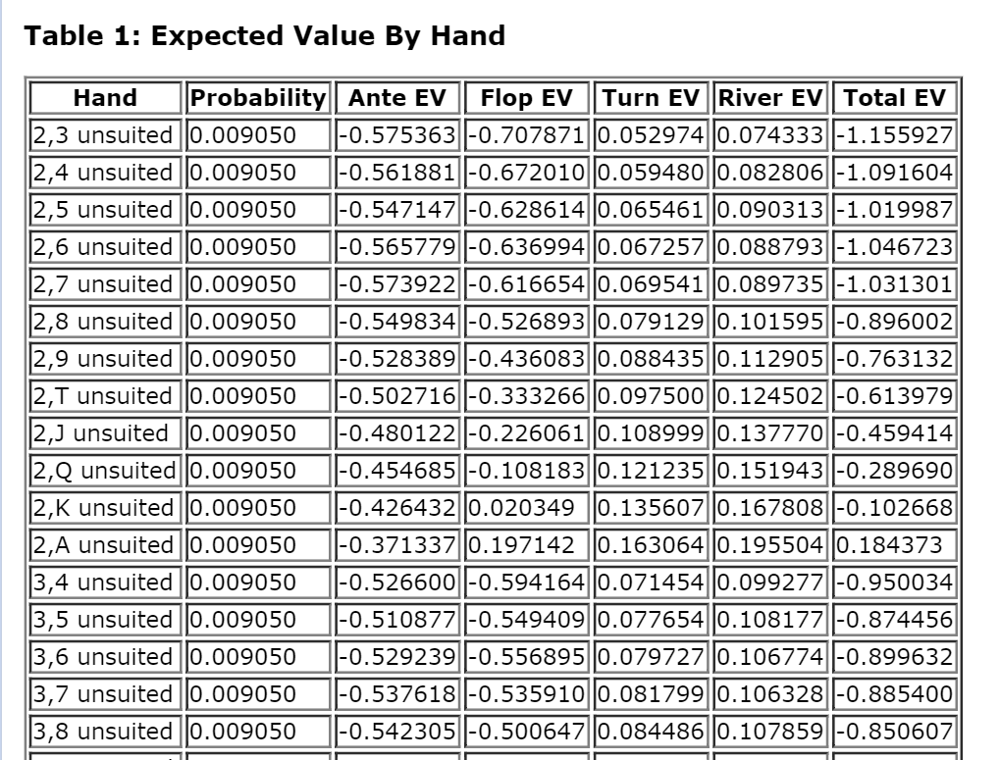 Table 1: Expected Value By Hand
Hand Probability Ante EV Flop EV Turn EV River EV Total EV
2,3 unsuited 0.009050 -0.575363 -0.707871 0.052974 0.074333 -1.155927
2,4 unsuited 0.009050 -0.561881 -0.672010 0.059480 0.082806 -1.091604
2,5 unsuited 0.009050 -0.547147 -0.628614 0.065461 0.090313 -1.019987
2,6 unsuited 0.009050 -0.565779 -0.636994 0.067257 0.088793 -1.046723
2,7 unsuited 0.009050 -0.573922 -0.616654 0.069541 0.089735 -1.031301
2,8 unsuited 0.009050 -0.549834 -0.526893 0.079129 0.101595 -0.896002
2,9 unsuited 0.009050 -0.528389 -0.436083 0.088435 0.112905 -0.763132
2,T unsuited 0.009050 -0.502716 -0.333266 0.097500 0.124502 -0.613979
2,J unsuited 0.009050 -0.480122 -0.226061 0.108999 0.137770 -0.459414
2,Q unsuited 0.009050 -0.454685 -0.108183 0.121235 0.151943 -0.289690
2,K unsuited 0.009050 -0.426432 0.020349 0.135607 0.167808 -0.102668
2,A unsuited 0.009050 -0.371337 0.197142 0.163064 0.195504 0.184373
3,4 unsuited 0.009050 -0.526600 -0.594164 0.071454 0.099277 -0.950034
3,5 unsuited 0.009050 -0.510877 -0.549409 0.077654 0.108177 -0.874456
3,6 unsuited 0.009050 -0.529239 -0.556895 0.079727 0.106774 -0.899632
3,7 unsuited 0.009050 -0.537618 -0.535910 0.081799 0.106328 -0.885400
3,8 unsuited 0.009050 -0.542305 -0.500647 0.084486 0.107859 -0.850607